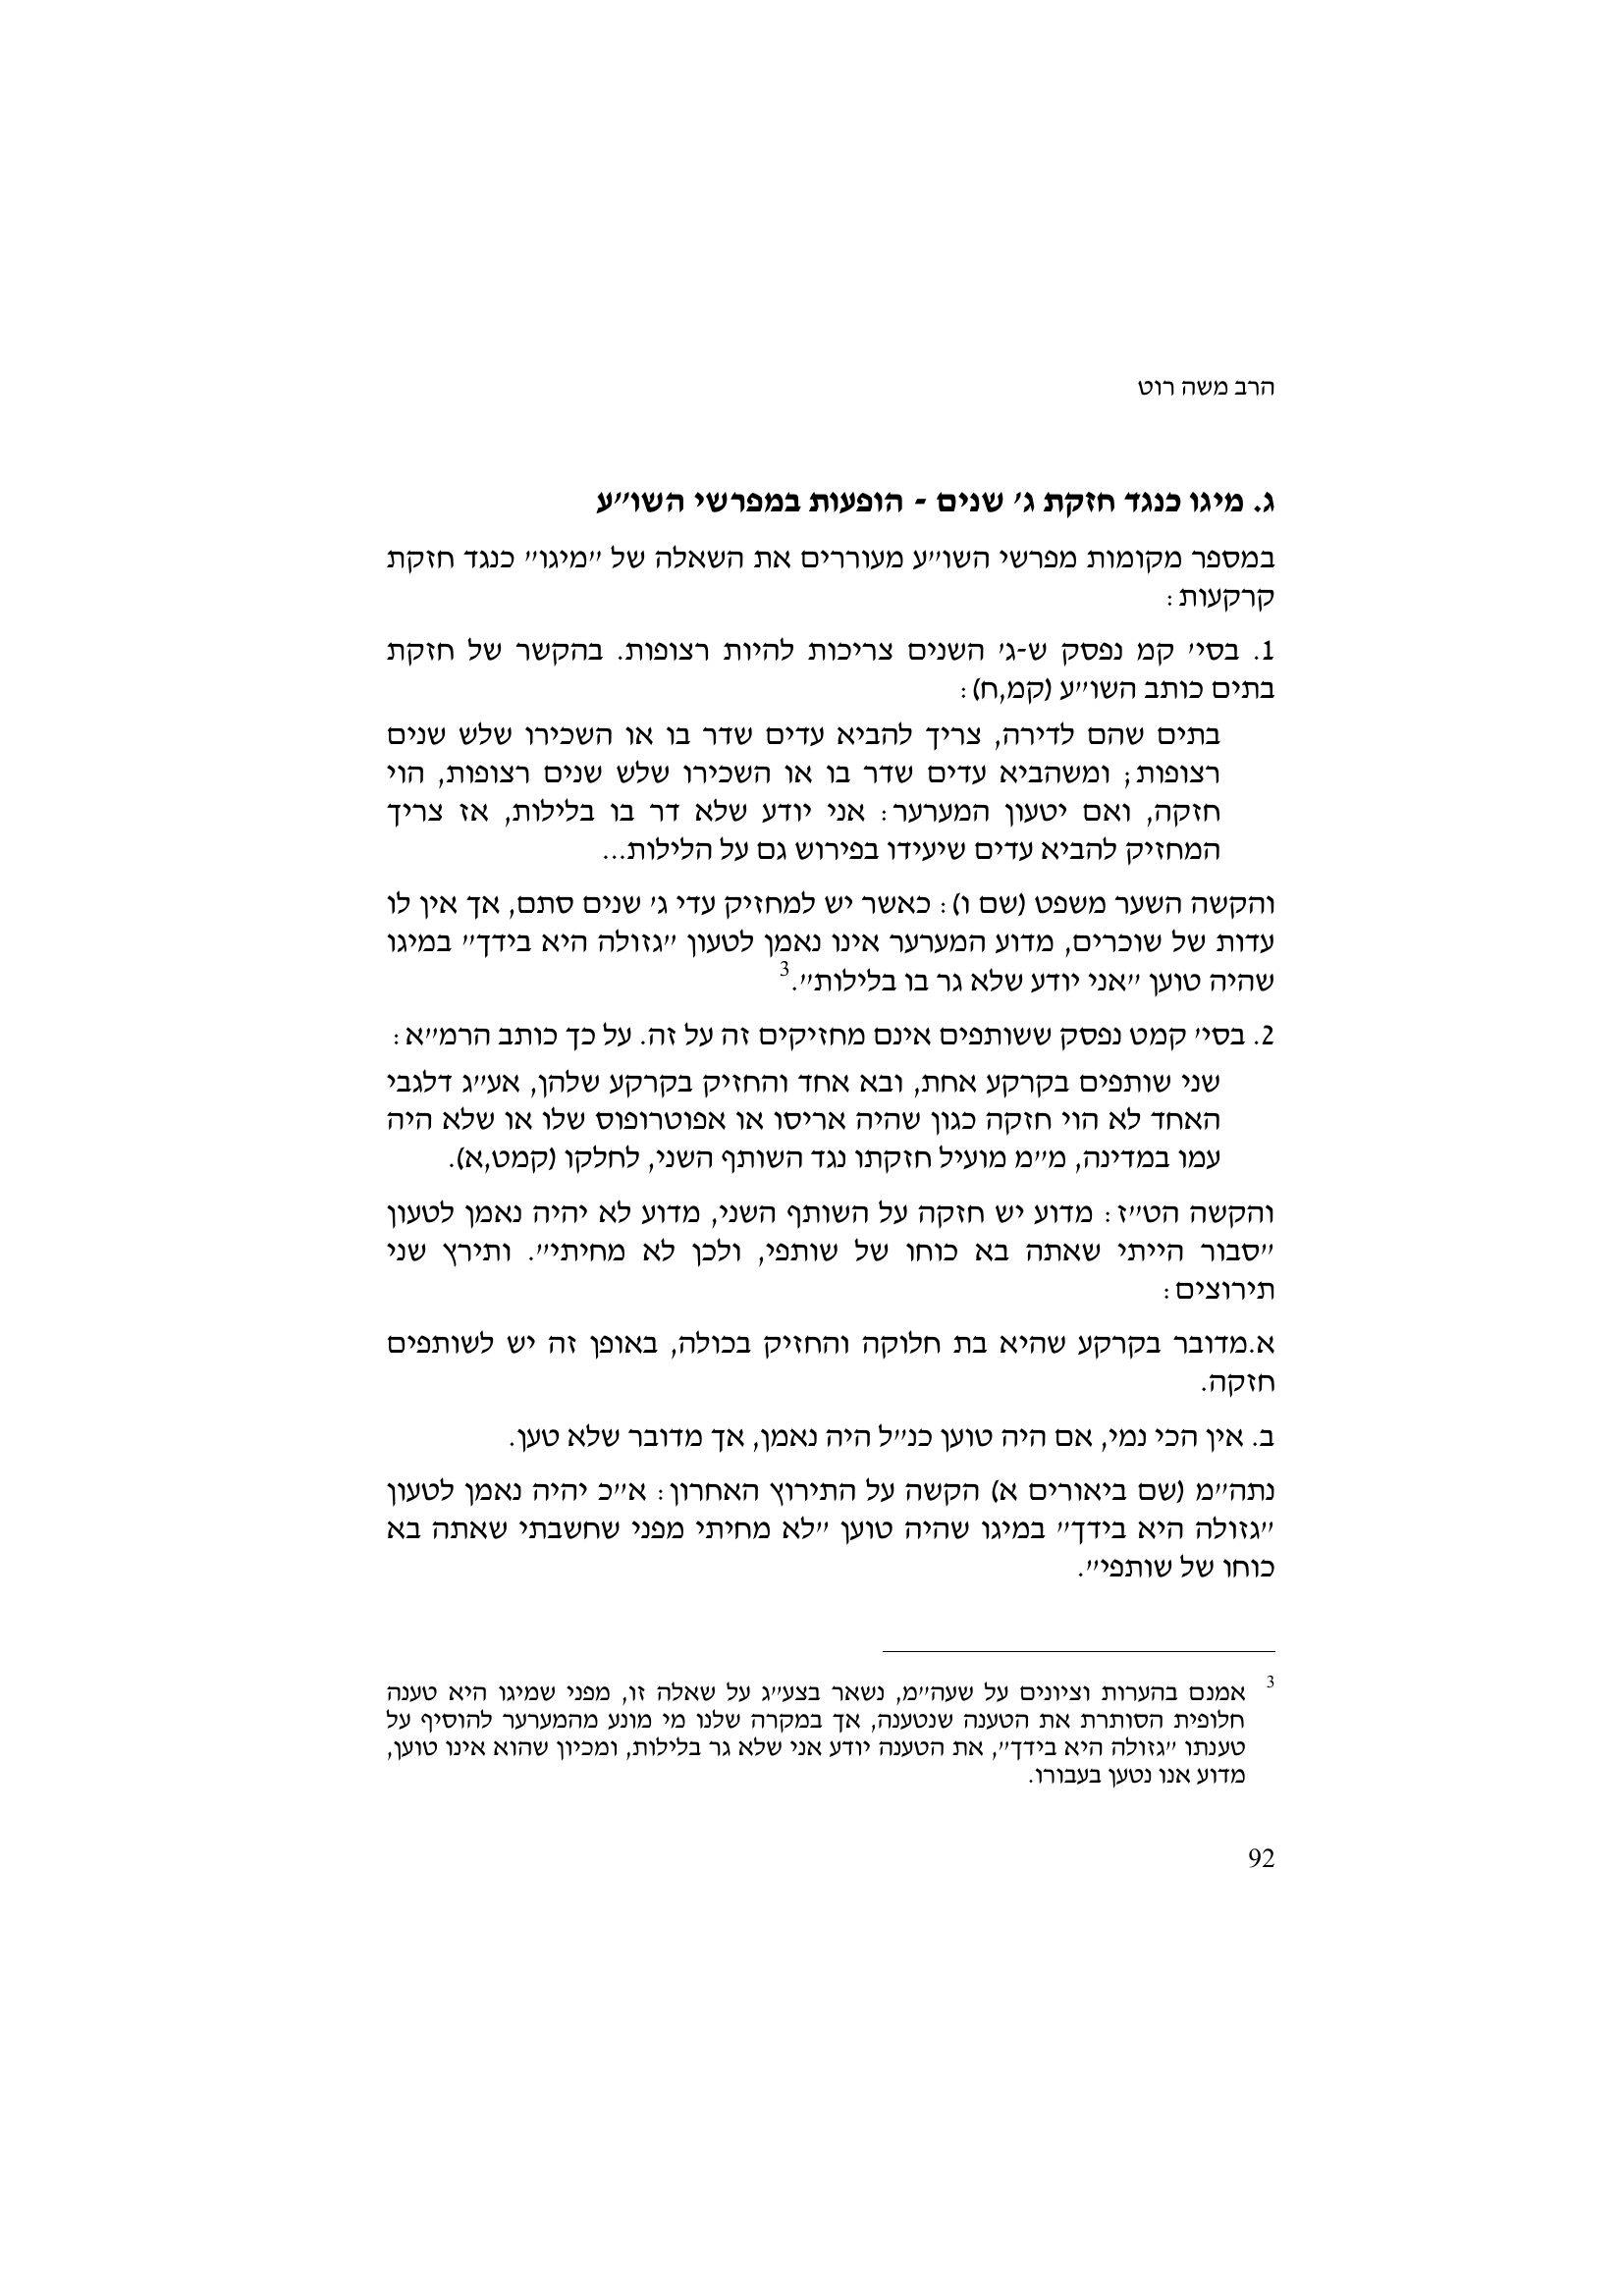 הרב משה רוט
ג. מיגו כנגד חזקת ג׳ שנים - הופעות במפרשי השו״ע
במספר מקומות מפרשי השו״ע מעוררים את השאלה של ״מיגו״ כנגד חזקת
קרקעות:
1. בסי׳ קמ נפסק ש-ג׳ השנים צריכות להיות רצופות. בהקשר של חזקת
בתים כותב השו״ע (קמ,ח):
בתים שהם לדירה, צריך להביא עדים שדר בו או השכירו שלש שנים
רצופות; ומשהביא עדים שדר בו או השכירו שלש שנים רצופות, הוי
חזקה, ואם יטעון המערער: אני יודע שלא דר בו בלילות, אז צריך
המחזיק להביא עדים שיעידו בפירוש גם על הלילות...
והקשה השער משפט (שם ו): כאשר יש למחזיק עדי ג׳ שנים סתם, אך אין לו
עדות של שוכרים, מדוע המערער אינו נאמן לטעון ״גזולה היא בידך״ במיגו
שהיה טוען ״אני יודע שלא גר בו בלילות״.3
2. בסי׳ קמט נפסק ששותפים אינם מחזיקים זה על זה. על כך כותב הרמ״א:
שני שותפים בקרקע אחת, ובא אחד והחזיק בקרקע שלהן, אע״ג דלגבי
האחד לא הוי חזקה כגון שהיה אריסו או אפוטרופוס שלו או שלא היה
עמו במדינה, מ״מ מועיל חזקתו נגד השותף השני, לחלקו (קמט,א).
והקשה הט״ז: מדוע יש חזקה על השותף השני, מדוע לא יהיה נאמן לטעון
״סבור הייתי שאתה בא כוחו של שותפי, ולכן לא מחיתי״. ותירץ שני
תירוצים:
א.מדובר בקרקע שהיא בת חלוקה והחזיק בכולה, באופן זה יש לשותפים
חזקה.
ב. אין הכי נמי, אם היה טוען כנ״ל היה נאמן, אך מדובר שלא טען.
נתה״מ (שם ביאורים א) הקשה על התירוץ האחרון: א״כ יהיה נאמן לטעון
״גזולה היא בידך״ במיגו שהיה טוען ״לא מחיתי מפני שחשבתי שאתה בא
כוחו של שותפי״.
3 אמנם בהערות וציונים על שעה״מ, נשאר בצע״ג על שאלה זו, מפני שמיגו היא טענה
חלופית הסותרת את הטענה שנטענה, אך במקרה שלנו מי מונע מהמערער להוסיף על
טענתו ״גזולה היא בידך״, את הטענה יודע אני שלא גר בלילות, ומכיון שהוא אינו טוען,
מדוע אנו נטען בעבורו.
92